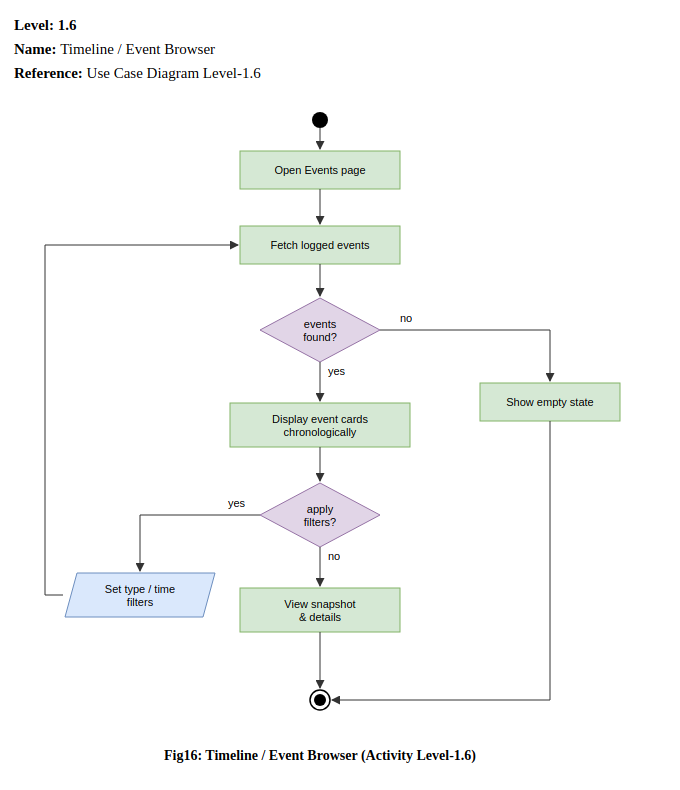 Level: 1.6
Name: Timeline / Event Browser
Reference: Use Case Diagram Level-1.6
Open Events page
Fetch logged events
events
found?
no
yes
Display event cards
chronologically
Show empty state
apply
filters?
yes
no
Set type / time
filters
View snapshot
& details
Fig16: Timeline / Event Browser (Activity Level-1.6)